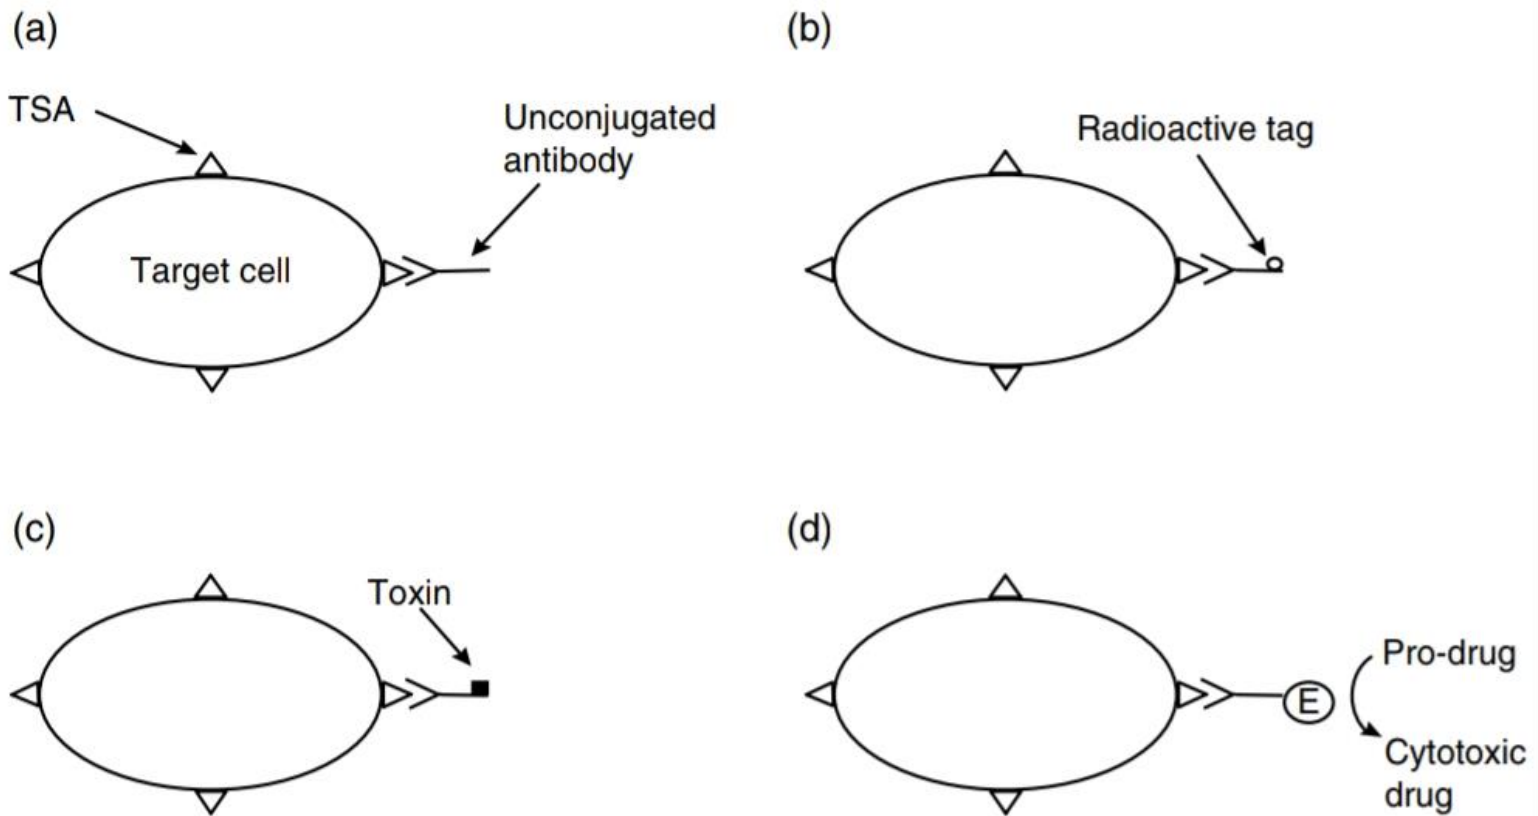 (a)
TSA
Unconjugated
antibody
Target cell
(b)
Radioactive tag
(c)
Toxin
(d)
E
Pro-drug
Cytotoxic
drug